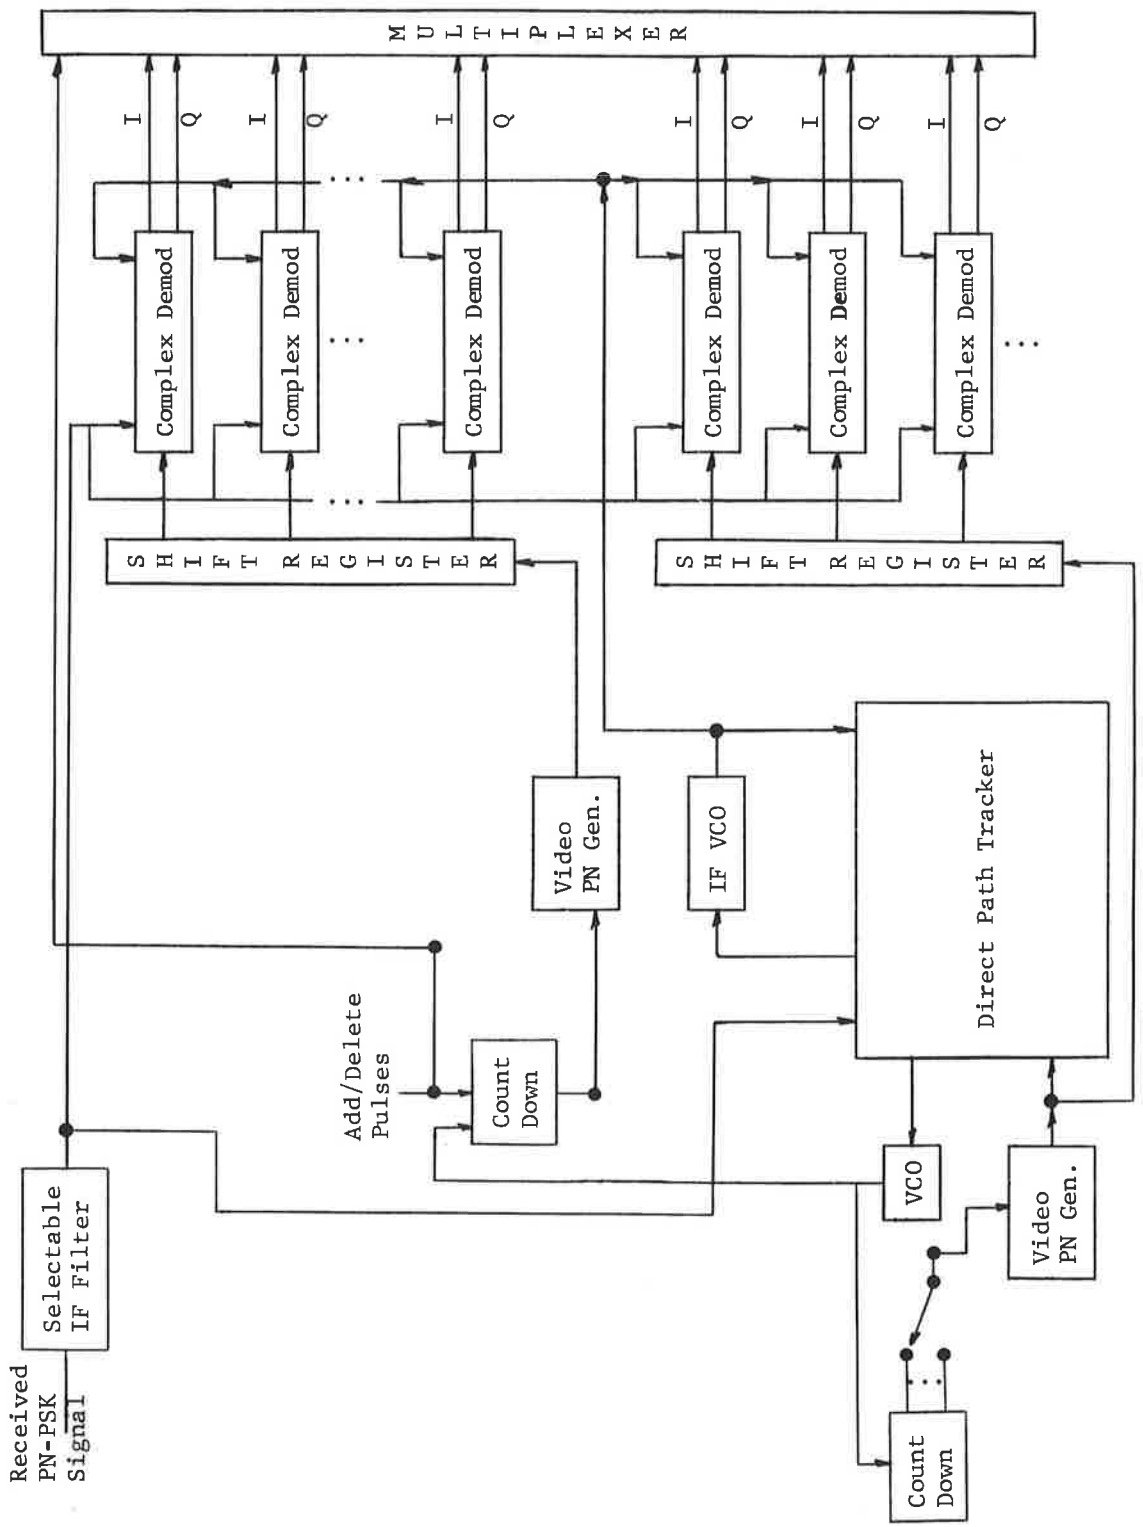 Received
PN-PSK
Signal
Selectable
IF Filter
Add/Delete
Pulses
Count
Down
Video
PN Gen.
SHIFT REGISTER
Complex Demod
Complex Demod
...
Complex Demod
...
...
I
Q
I
Q
I
Q
MULTIPLEXER
IF VCO
Direct Path Tracker
VCO
Count
Down
...
Video
PN Gen.
SHIFT REGISTER
Complex Demod
Complex Demod
Complex Demod
...
I
Q
I
Q
I
Q